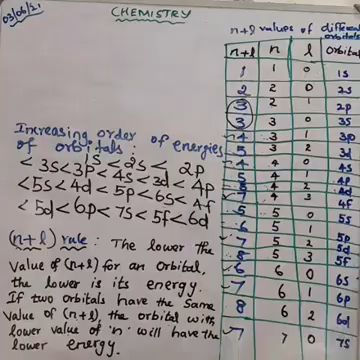 03/06/21
CHEMISTRY
n+l values of different orbitals
n+l n l Orbital
1 1 0 1s
2 2 0 2s
3 2 1 2p
3 3 0 3s
4 3 1 3p
5 3 2 3d
4 4 0 4s
5 4 1 4p
6 4 2 4d
7 4 3 4f
5 5 0 5s
6 5 1 5p
7 5 2 5d
8 5 3 5f
6 6 0 6s
7 6 1 6p
8 6 2 6d
7 7 0 7s
Increasing order of energies
of orbitals: 1s < 2s < 2p
< 3s < 3p < 4s < 3d < 4p
< 5s < 4d < 5p < 6s < 4f
< 5d < 6p < 7s < 5f < 6d
(n+l) rule: The lower the
value of (n+l) for an Orbital,
the lower is its energy.
If two orbitals have the same
value of (n+l), the orbital with
lower value of 'n' will have the
lower energy.